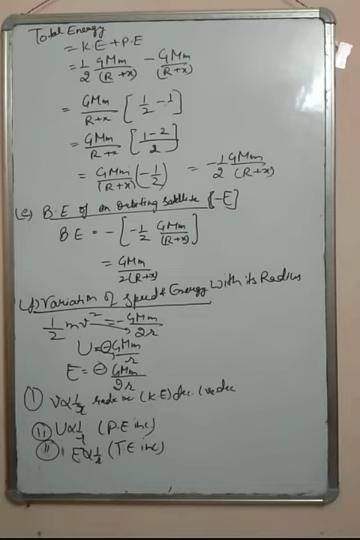 Total Energy
= K.E + P.E
= 1/2 GMm/(R+x) - GMm/(R+x)
= GMm/R+x [1/2 - 1]
= GMm/R+x [1-2/2]
= GMm/(R+x) (-1/2) = -1/2 GMm/(R+x)
(e) B.E of an orbiting satellite [-E]
B E = - [-1/2 GMm/(R+x)]
= GMm/2(R+x)
(f) Variation of speed & Energy with its Radius
1/2 mv² = -GMm/2r
U = - GMm/r
E = - GMm/2r
I) (K E) dec.
II) U∝1/r (P.E inc)
III) E∝1/r (T.E inc)